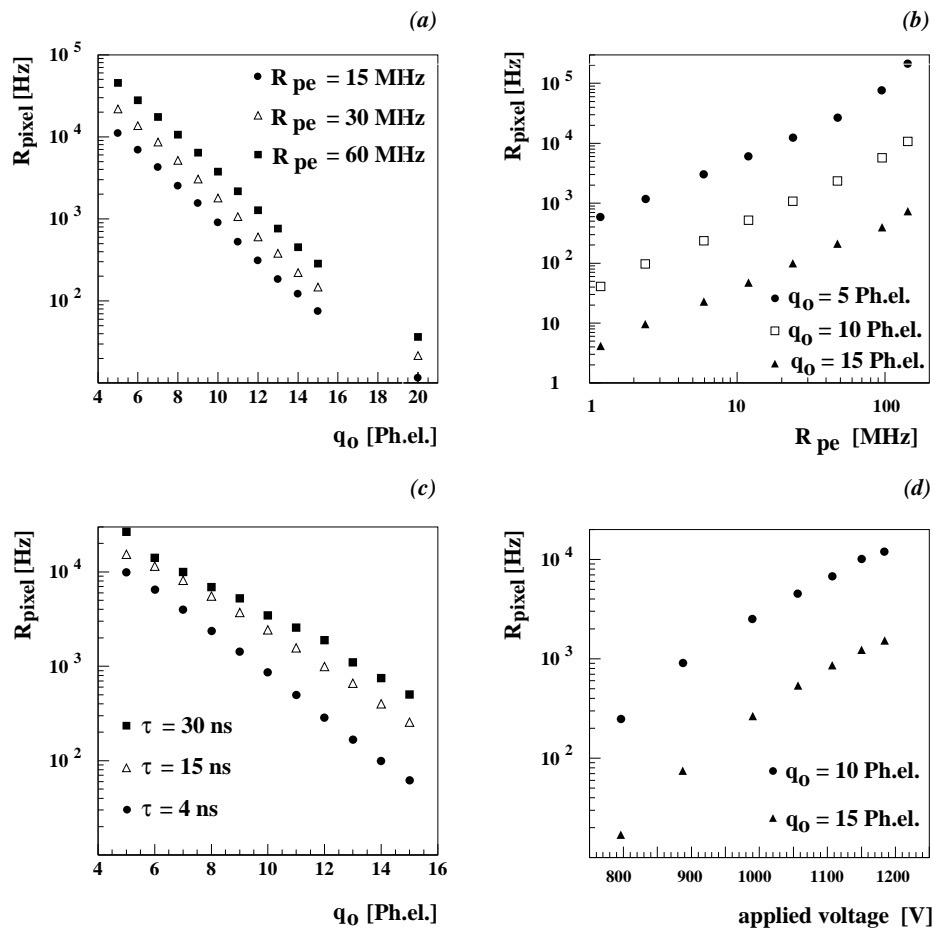 (a)
R_pixel [Hz]
10^5
10^4
10^3
10^2
● R_pe = 15 MHz
△ R_pe = 30 MHz
■ R_pe = 60 MHz
4 6 8 10 12 14 16 18 20
q_o [Ph.el.]
(b)
R_pixel [Hz]
10^5
10^4
10^3
10^2
10
1
● q_o = 5 Ph.el.
□ q_o = 10 Ph.el.
▲ q_o = 15 Ph.el.
1 10 100
R_pe [MHz]
(c)
R_pixel [Hz]
10^4
10^3
10^2
■ τ = 30 ns
△ τ = 15 ns
● τ = 4 ns
4 6 8 10 12 14 16
q_o [Ph.el.]
(d)
R_pixel [Hz]
10^4
10^3
10^2
● q_o = 10 Ph.el.
▲ q_o = 15 Ph.el.
800 900 1000 1100 1200
applied voltage [V]